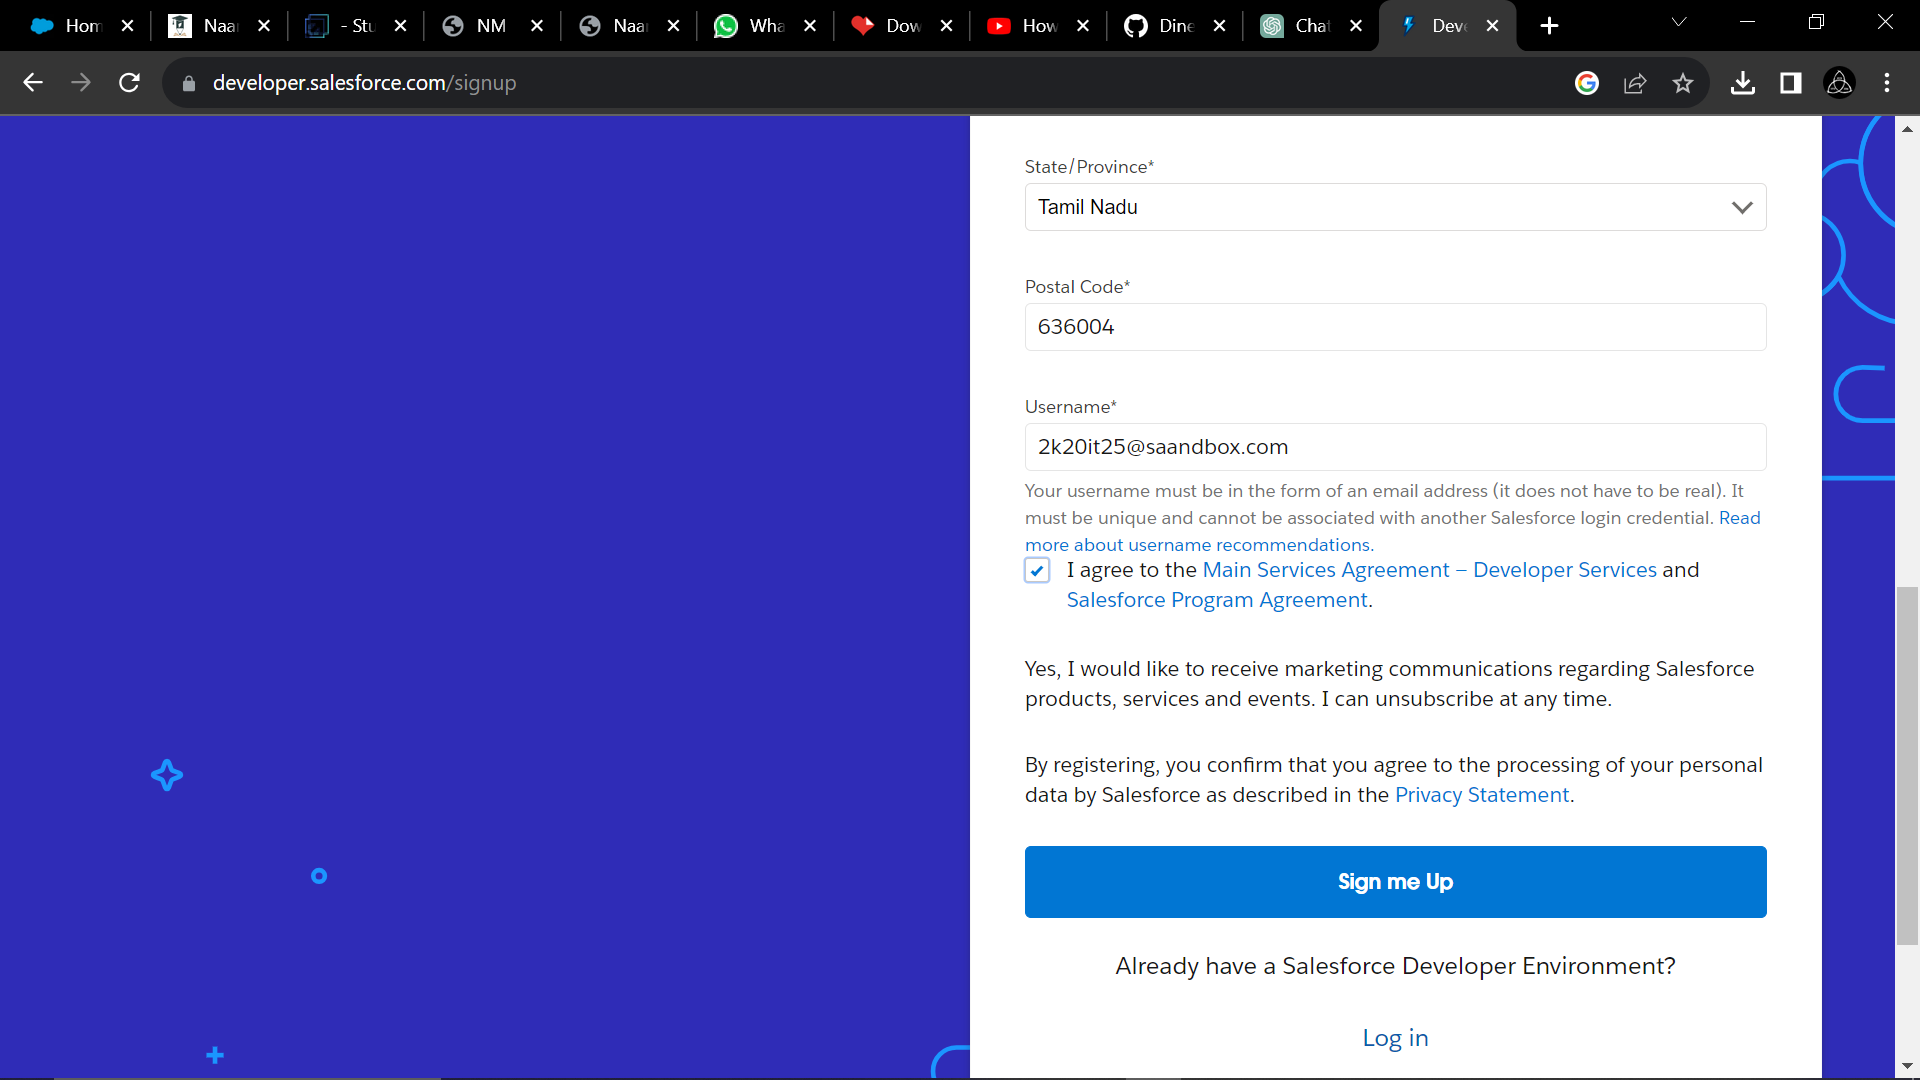 Hom
Naa
- Stu
NM
Naa
Wha
Dow
How
Dine
Chat
Deve
developer.salesforce.com/signup
State/Province*
Tamil Nadu
Postal Code*
636004
Username*
2k20it25@saandbox.com
Your username must be in the form of an email address (it does not have to be real). It
must be unique and cannot be associated with another Salesforce login credential. Read
more about username recommendations.
I agree to the Main Services Agreement – Developer Services and
Salesforce Program Agreement.
Yes, I would like to receive marketing communications regarding Salesforce
products, services and events. I can unsubscribe at any time.
By registering, you confirm that you agree to the processing of your personal
data by Salesforce as described in the Privacy Statement.
Sign me Up
Already have a Salesforce Developer Environment?
Log in